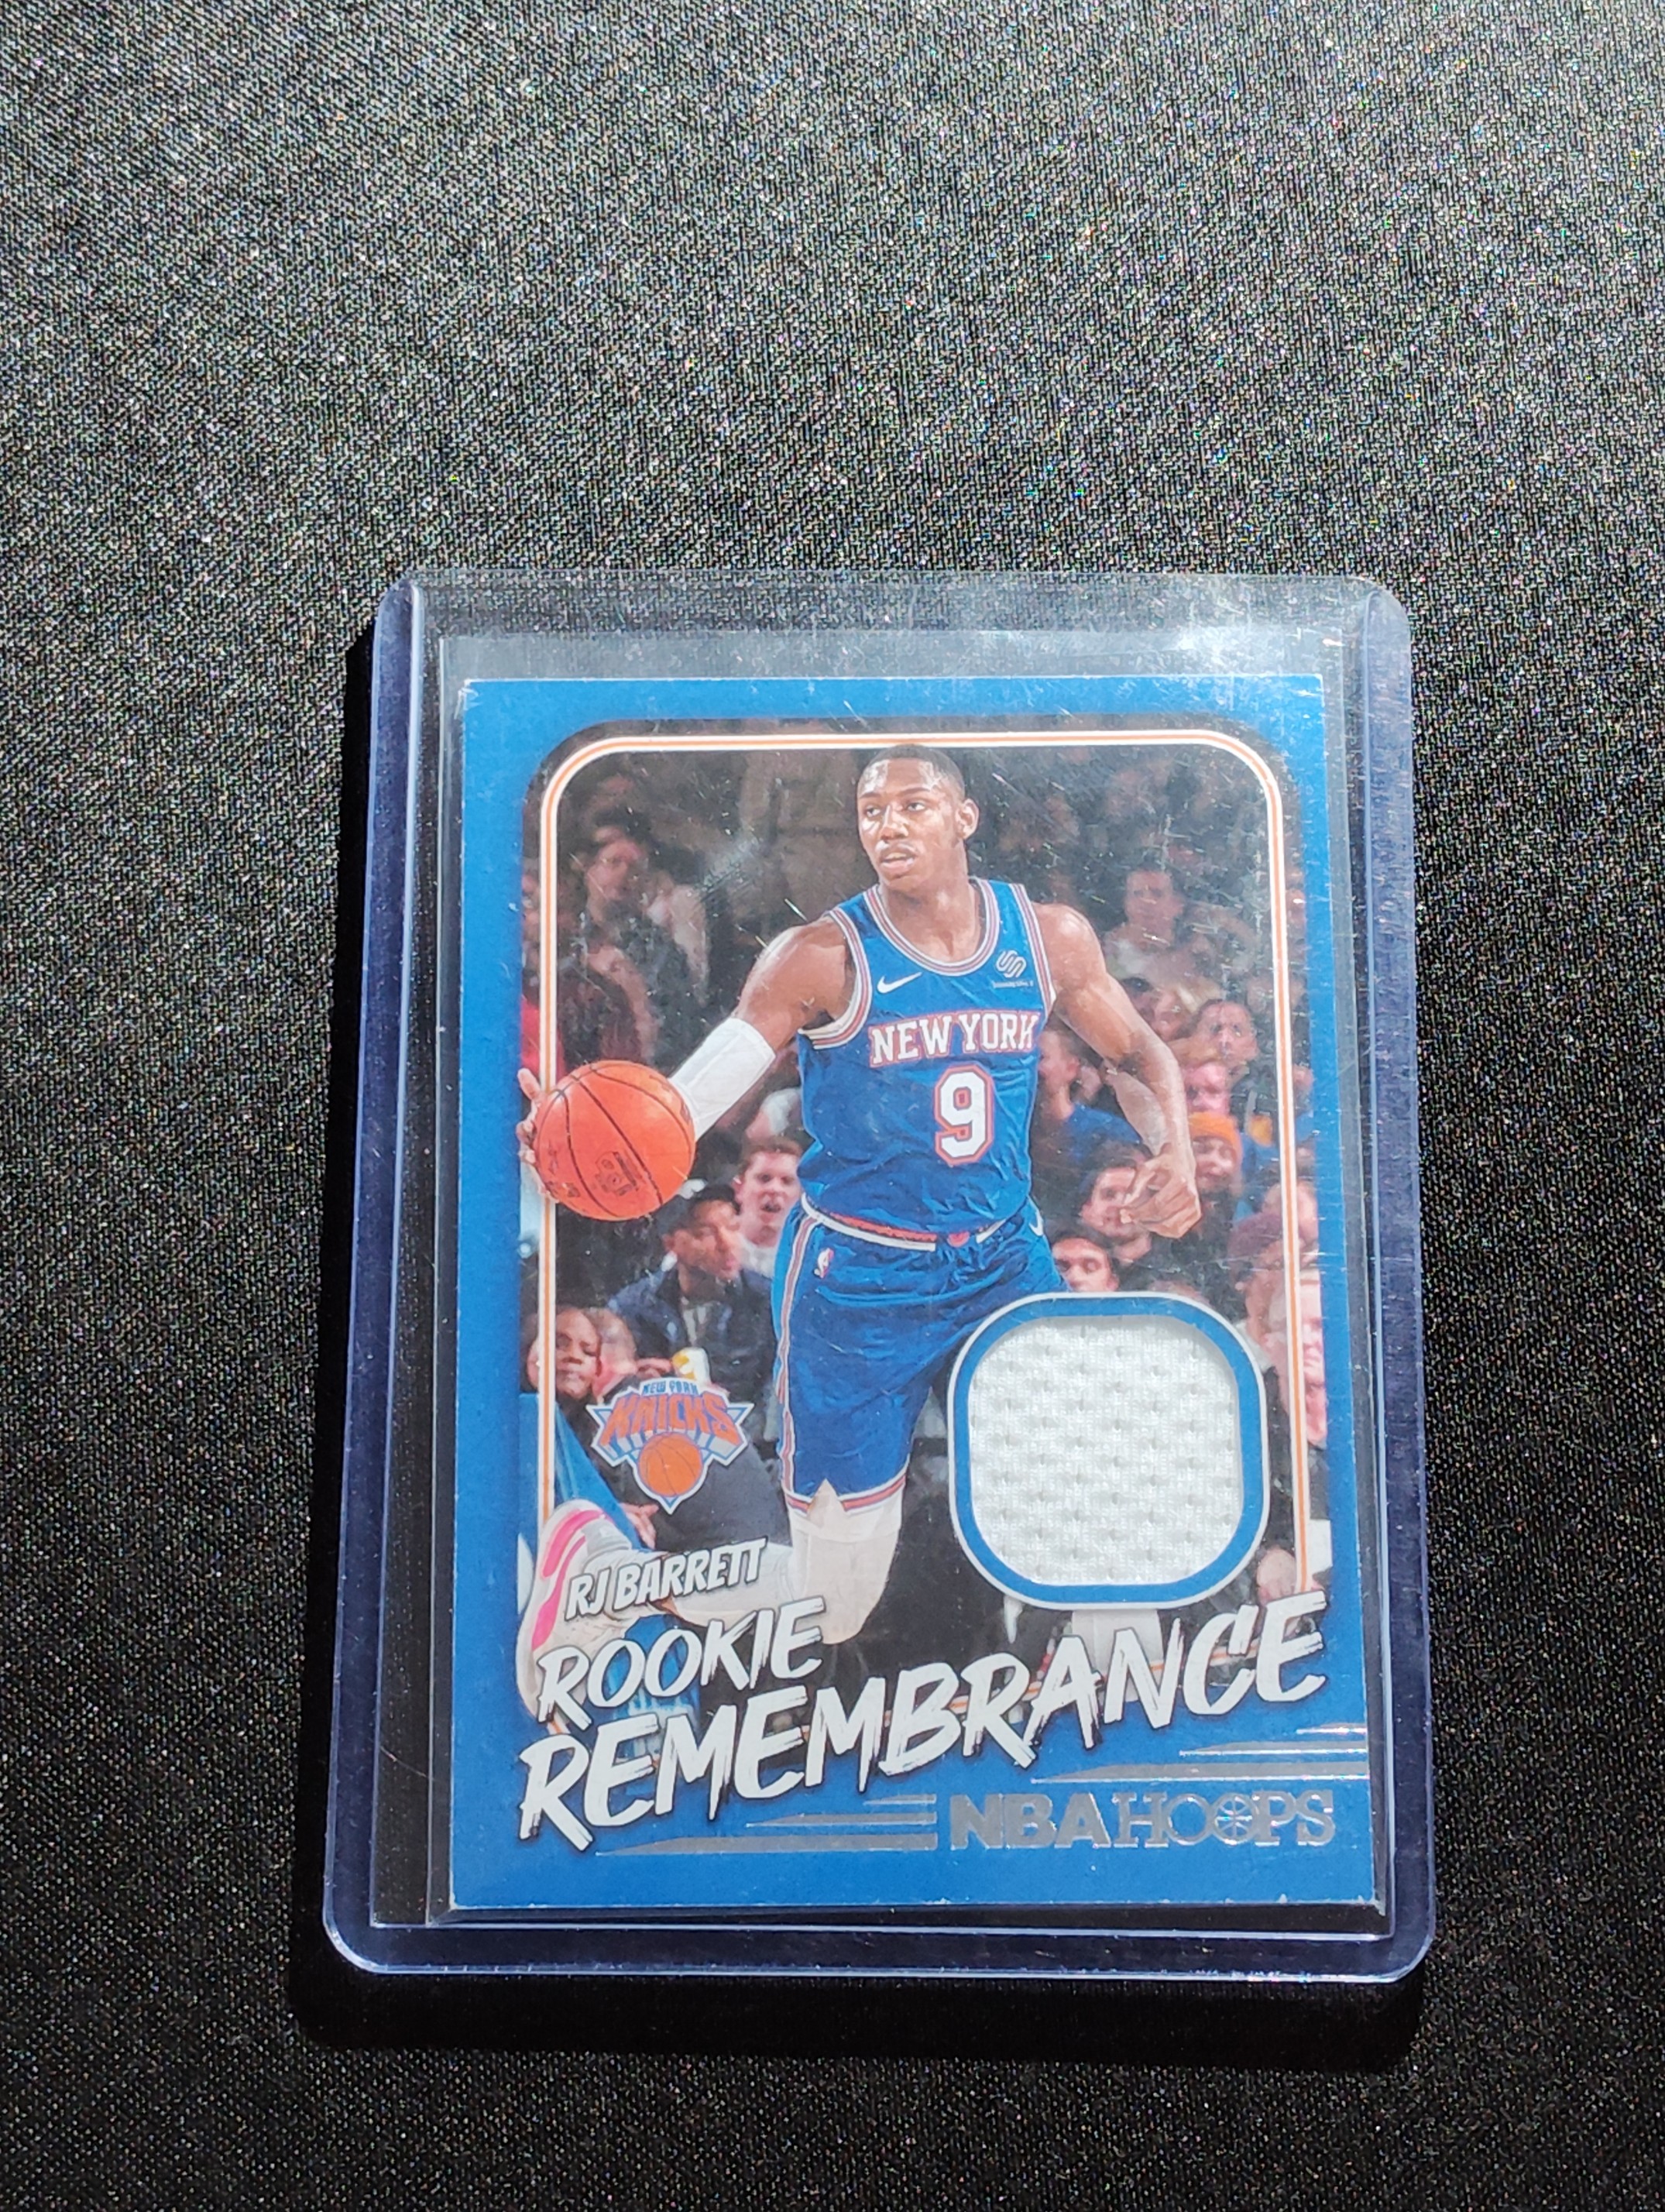 NEW YORK
9
NEW YORK
KNICKS
RJ BARRETT
ROOKIE
REMEMBRANCE
NBA HOOPS